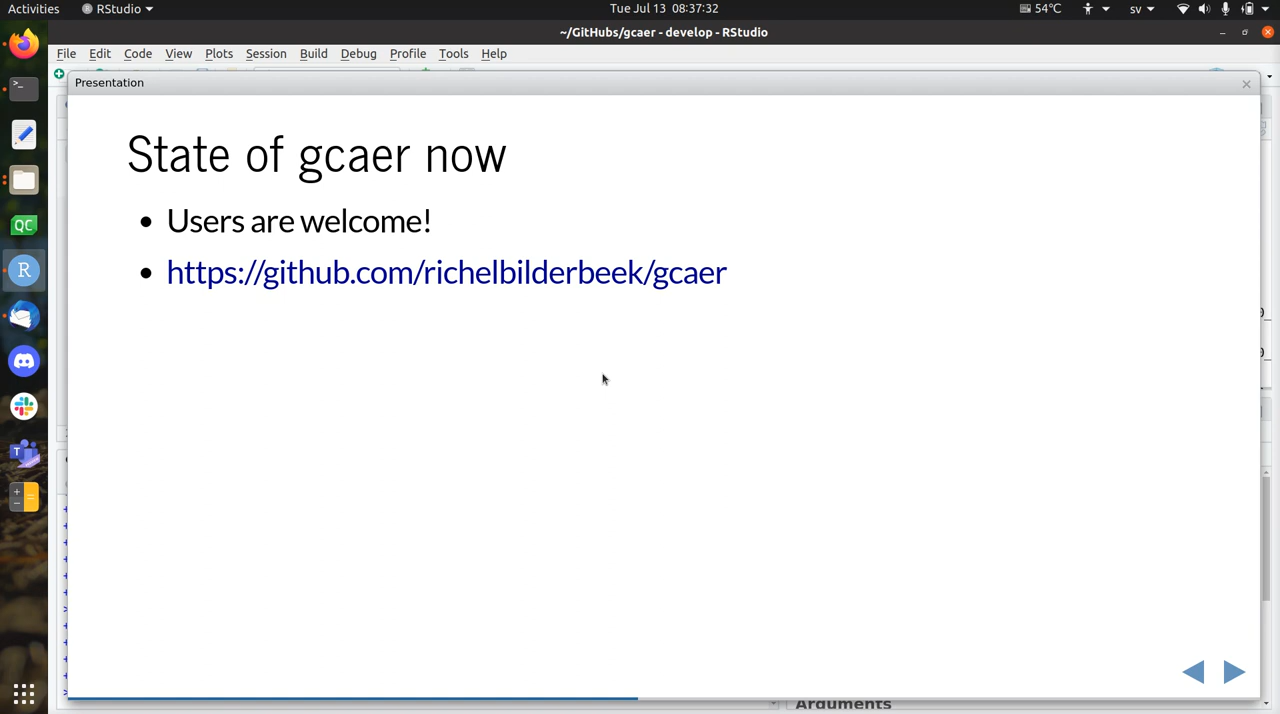 Activities RStudio Tue Jul 13 08:37:32 54°C sv
~/GitHubs/gcaer - develop - RStudio
File Edit Code View Plots Session Build Debug Profile Tools Help
Presentation
State of gcaer now
• Users are welcome!
• https://github.com/richelbilderbeek/gcaer
Arguments